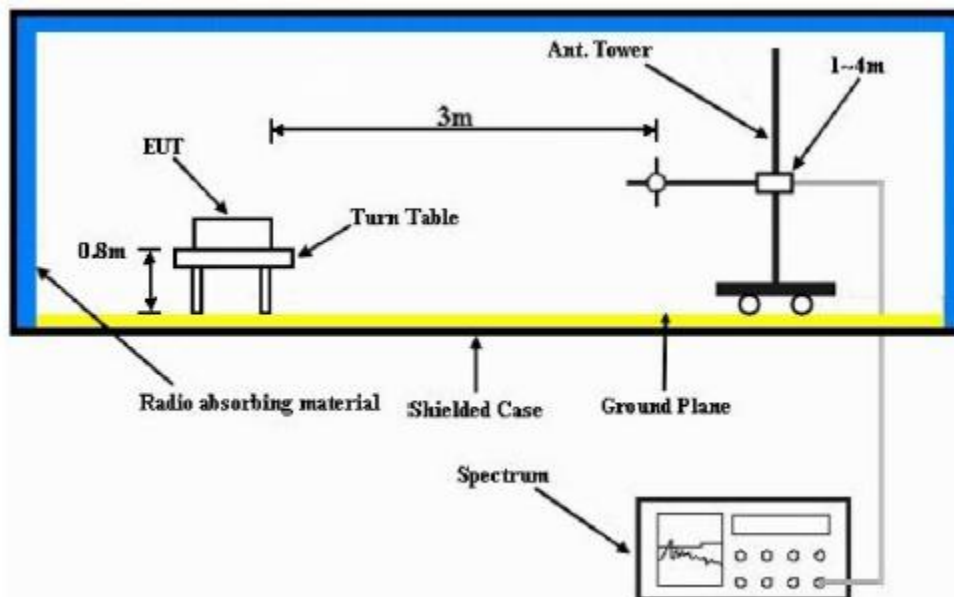 Ant. Tower
1~4m
3m
EUT
Turn Table
0.8m
Radio absorbing material
Shielded Case
Ground Plane
Spectrum